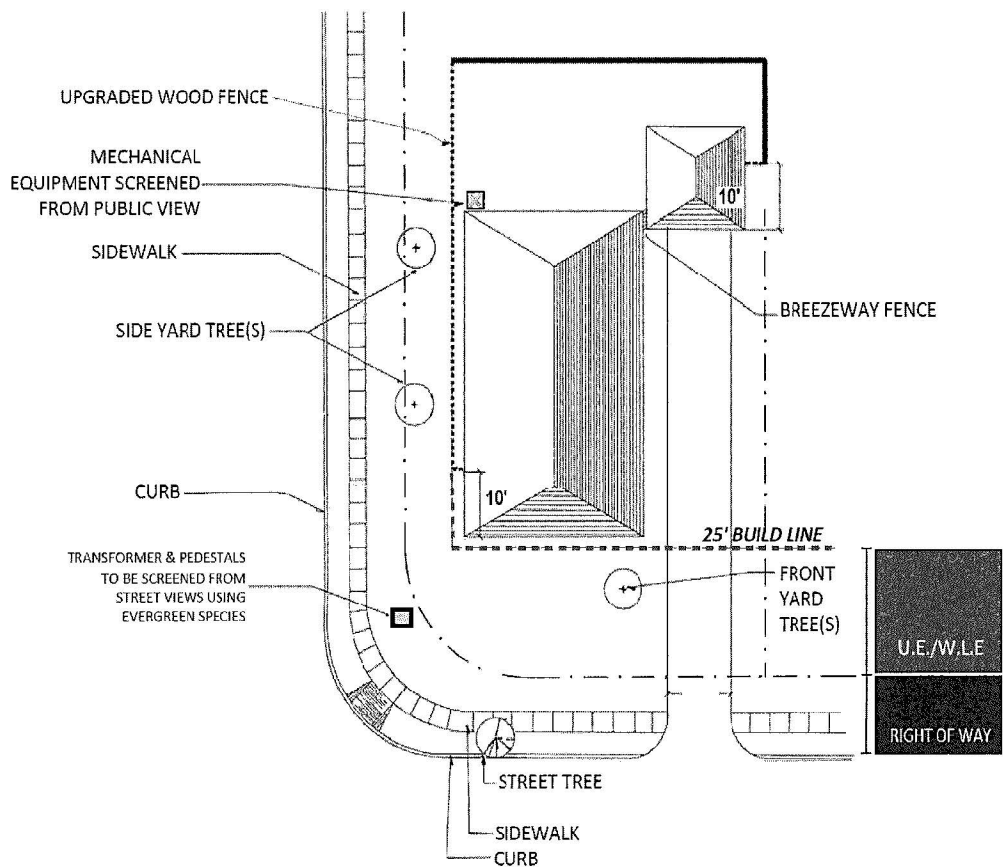 UPGRADED WOOD FENCE
MECHANICAL
EQUIPMENT SCREENED
FROM PUBLIC VIEW
SIDEWALK
SIDE YARD TREE(S)
CURB
TRANSFORMER & PEDESTALS
TO BE SCREENED FROM
STREET VIEWS USING
EVERGREEN SPECIES
10'
10'
BREEZEWAY FENCE
25' BUILD LINE
FRONT
YARD
TREE(S)
U.E./W.L.E
RIGHT OF WAY
STREET TREE
SIDEWALK
CURB